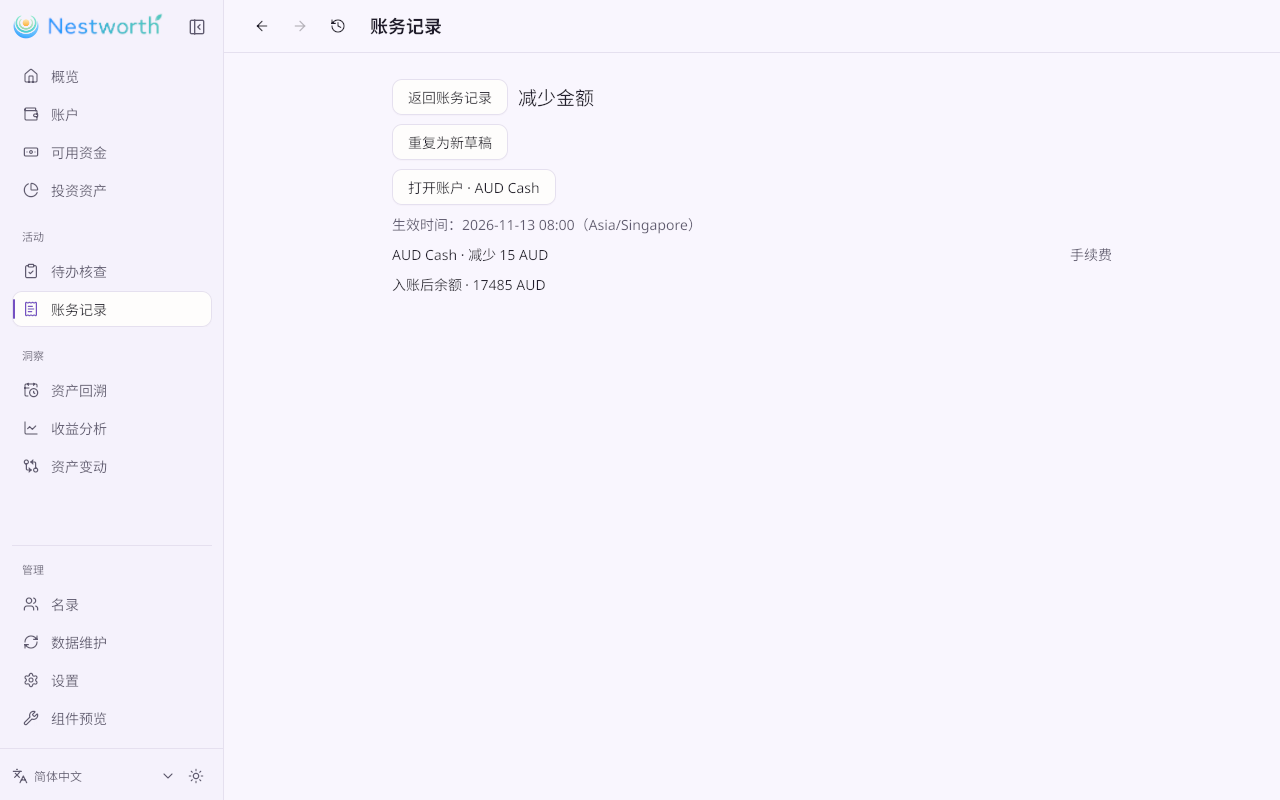 Nestworth
账务记录
概览
账户
可用资金
投资资产
活动
待办核查
账务记录
洞察
资产回溯
收益分析
资产变动
管理
名录
数据维护
设置
组件预览
简体中文
返回账务记录 减少金额
重复为新草稿
打开账户 · AUD Cash
生效时间：2026-11-13 08:00（Asia/Singapore）
AUD Cash · 减少 15 AUD 手续费
入账后余额 · 17485 AUD